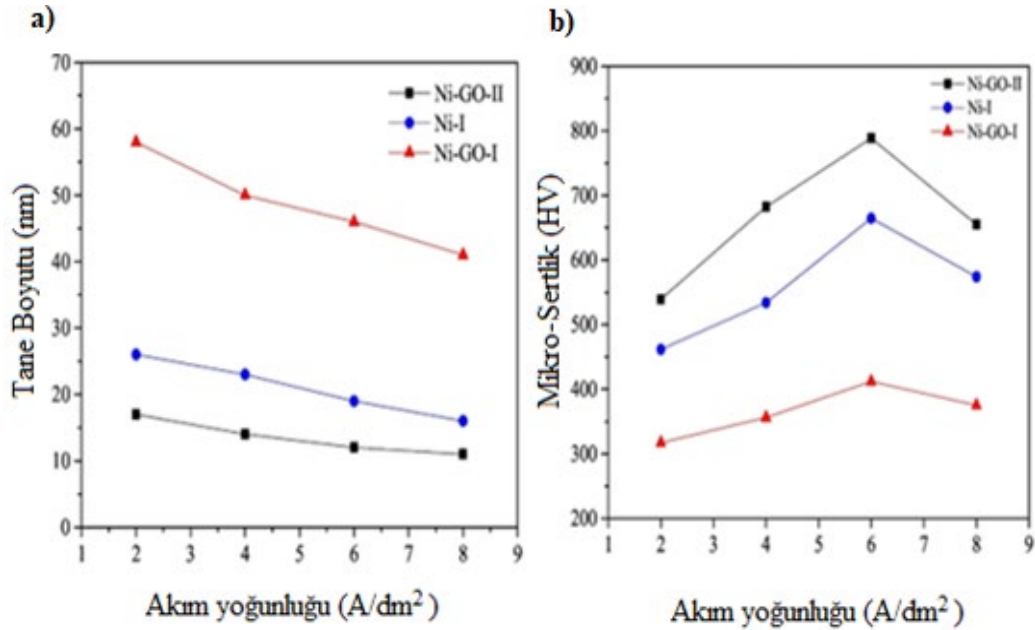 a)
70
60
50
40
30
20
10
0
Tane Boyutu (nm)
Ni-GO-II
Ni-I
Ni-GO-I
1 2 3 4 5 6 7 8 9
Akım yoğunluğu (A/dm²)
b)
900
800
700
600
500
400
300
200
Mikro-Sertlik (HV)
Ni-GO-II
Ni-I
Ni-GO-I
1 2 3 4 5 6 7 8 9
Akım yoğunluğu (A/dm²)